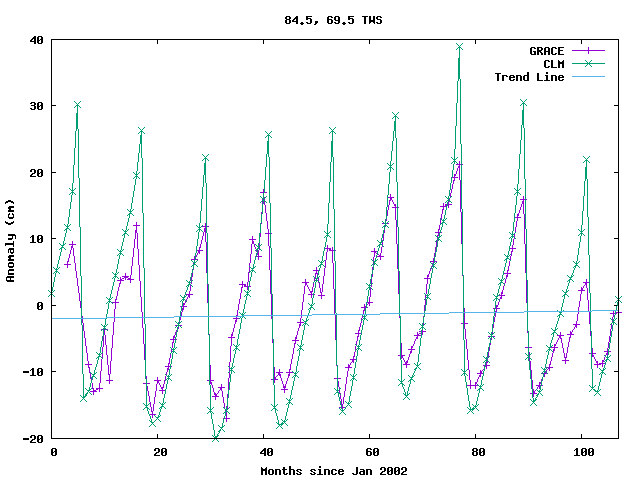 84.5, 69.5 TWS
GRACE
CLM
Trend Line
Anomaly (cm)
40
30
20
10
0
-10
-20
0 20 40 60 80 100
Months since Jan 2002